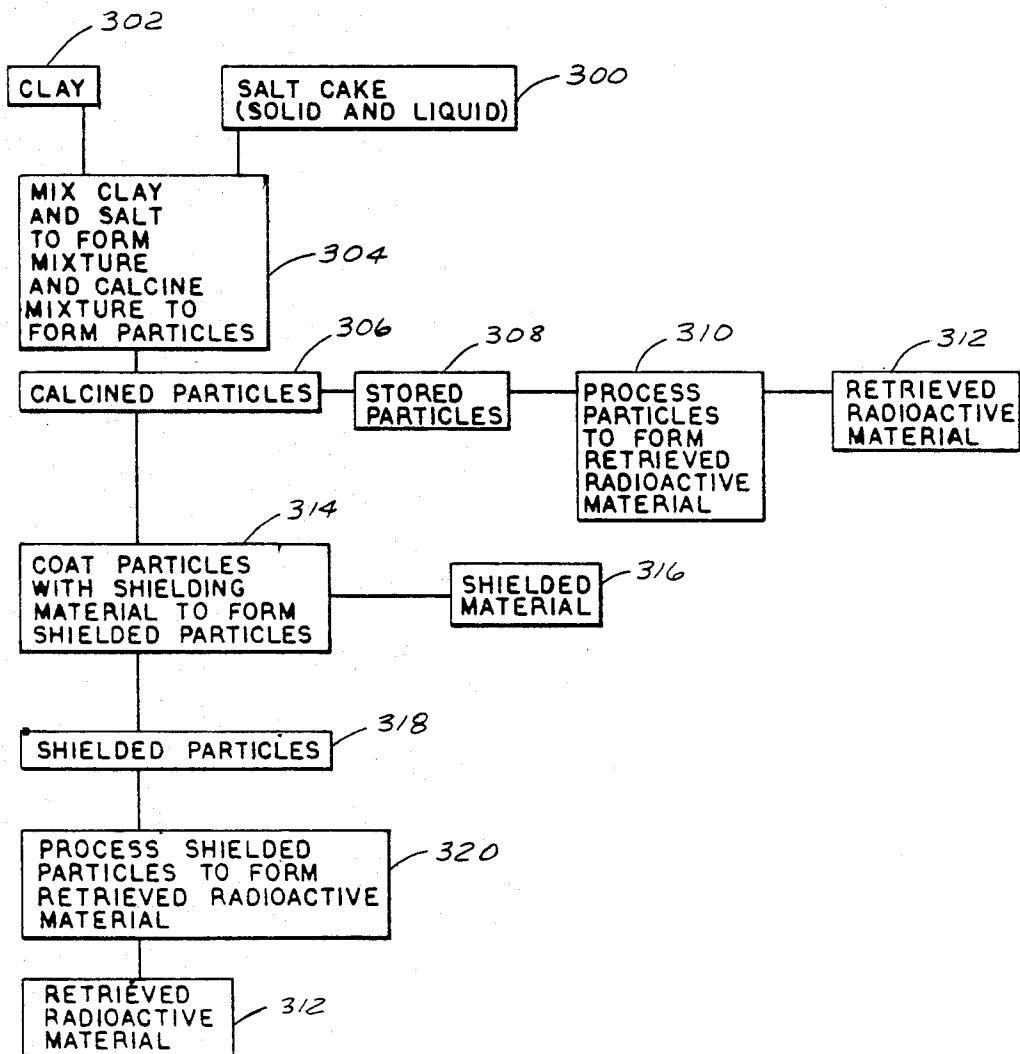 302
CLAY
300
SALT CAKE
(SOLID AND LIQUID)
MIX CLAY
AND SALT
TO FORM
MIXTURE
AND CALCINE
MIXTURE TO
FORM PARTICLES
304
306
CALCINED PARTICLES
308
STORED
PARTICLES
310
PROCESS
PARTICLES
TO FORM
RETRIEVED
RADIOACTIVE
MATERIAL
312
RETRIEVED
RADIOACTIVE
MATERIAL
314
COAT PARTICLES
WITH SHIELDING
MATERIAL TO FORM
SHIELDED PARTICLES
316
SHIELDED
MATERIAL
318
SHIELDED PARTICLES
320
PROCESS SHIELDED
PARTICLES TO FORM
RETRIEVED RADIOACTIVE
MATERIAL
312
RETRIEVED
RADIOACTIVE
MATERIAL